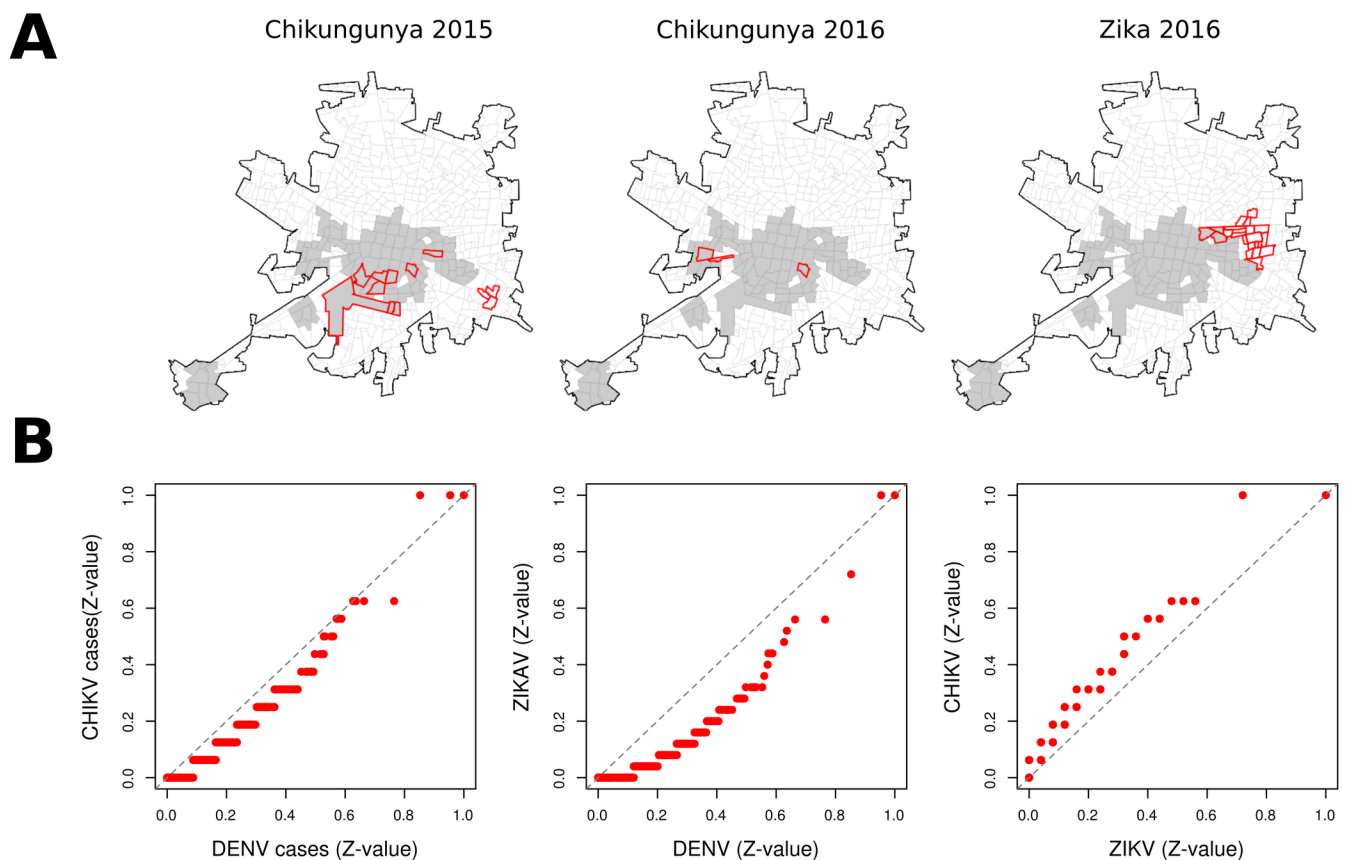 A
Chikungunya 2015
Chikungunya 2016
Zika 2016
B
CHIKV cases(Z-value)
1.0
0.8
0.6
0.4
0.2
0.0
0.0 0.2 0.4 0.6 0.8 1.0
DENV cases (Z-value)
ZIKAV (Z-value)
1.0
0.8
0.6
0.4
0.2
0.0
0.0 0.2 0.4 0.6 0.8 1.0
DENV (Z-value)
CHIKV (Z-value)
1.0
0.8
0.6
0.4
0.2
0.0
0.0 0.2 0.4 0.6 0.8 1.0
ZIKV (Z-value)